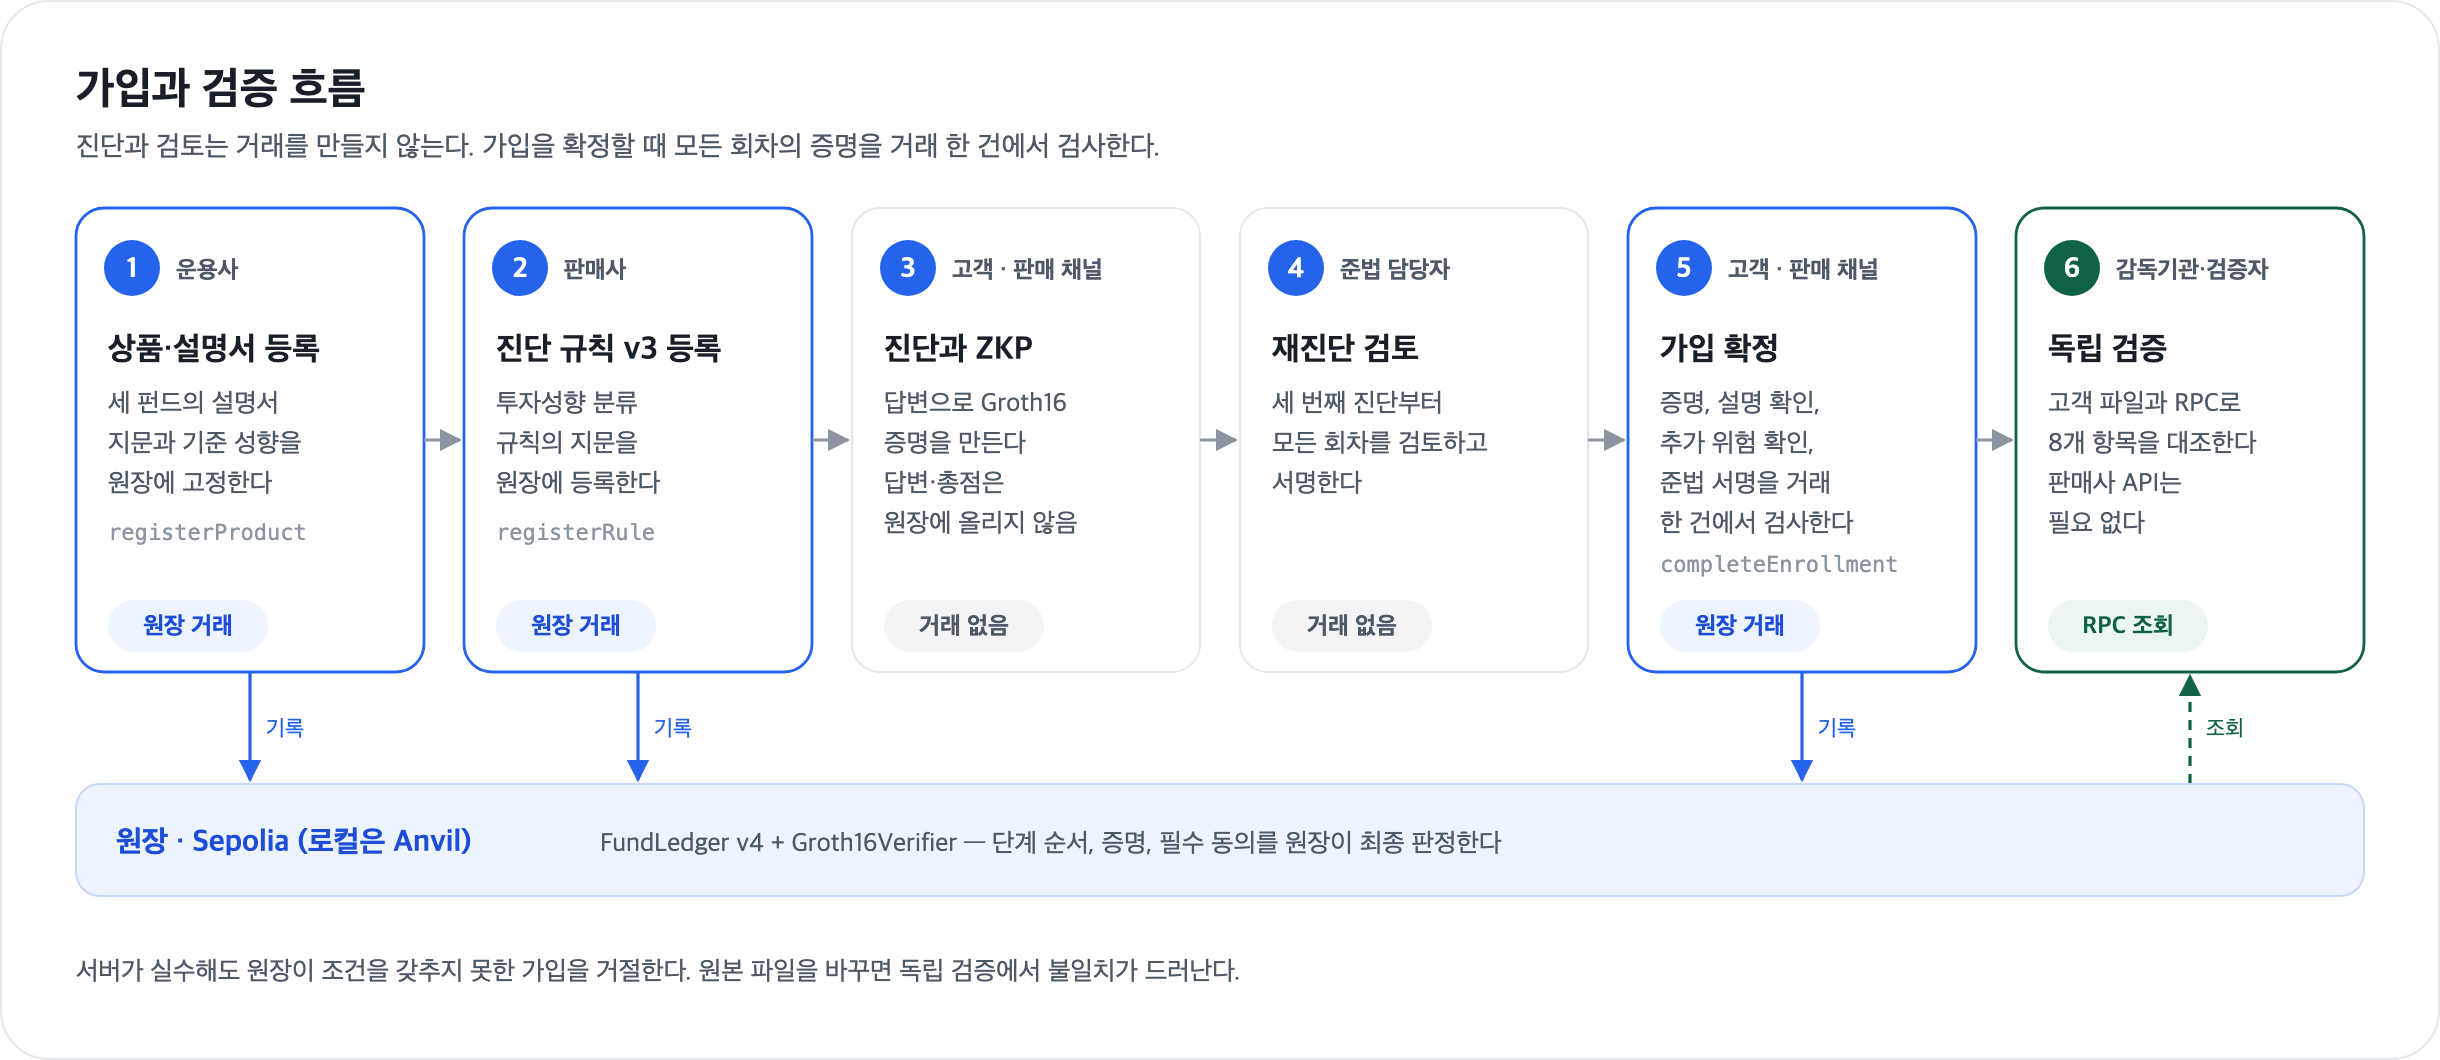 가입과 검증 흐름
진단과 검토는 거래를 만들지 않는다. 가입을 확정할 때 모든 회차의 증명을 거래 한 건에서 검사한다.
1 운용사
상품·설명서 등록
세 펀드의 설명서
지문과 기준 성향을
원장에 고정한다
registerProduct
원장 거래
2 판매사
진단 규칙 v3 등록
투자성향 분류
규칙의 지문을
원장에 등록한다
registerRule
원장 거래
3 고객 · 판매 채널
진단과 ZKP
답변으로 Groth16
증명을 만든다
답변·총점은
원장에 올리지 않음
거래 없음
4 준법 담당자
재진단 검토
세 번째 진단부터
모든 회차를 검토하고
서명한다
거래 없음
5 고객 · 판매 채널
가입 확정
증명, 설명 확인,
추가 위험 확인,
준법 서명을 거래
한 건에서 검사한다
completeEnrollment
원장 거래
6 감독기관·검증자
독립 검증
고객 파일과 RPC로
8개 항목을 대조한다
판매사 API는
필요 없다
RPC 조회
기록
기록
기록
조회
원장 · Sepolia (로컬은 Anvil)
FundLedger v4 + Groth16Verifier — 단계 순서, 증명, 필수 동의를 원장이 최종 판정한다
서버가 실수해도 원장이 조건을 갖추지 못한 가입을 거절한다. 원본 파일을 바꾸면 독립 검증에서 불일치가 드러난다.